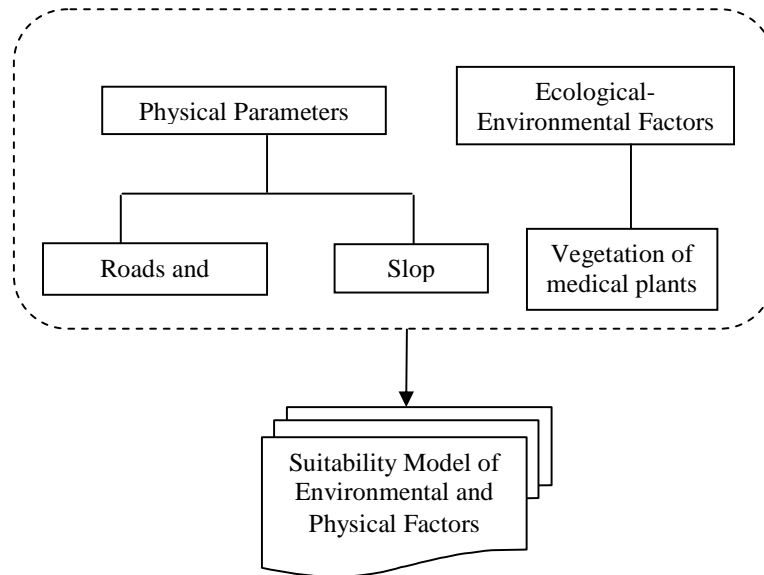 Physical Parameters
Ecological-
Environmental Factors
Roads and
Slop
Vegetation of
medical plants
Suitability Model of
Environmental and
Physical Factors